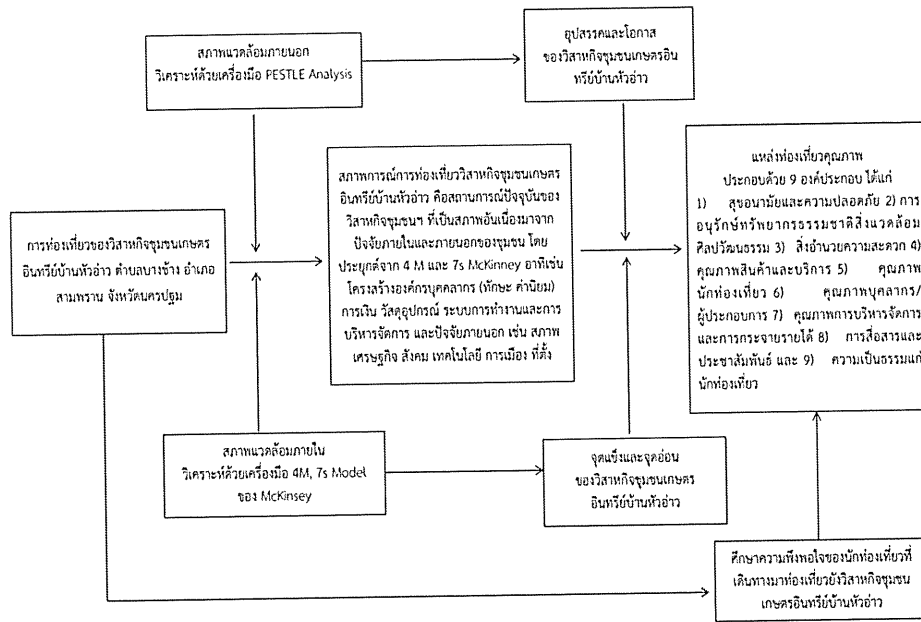 สภาพแวดล้อมภายนอก
วิเคราะห์ด้วยเครื่องมือ PESTLE Analysis
อุปสรรคและโอกาส
ของวิสาหกิจชุมชนเกษตรอิน
ทรีย์บ้านหัวอ่าว
การท่องเที่ยวของวิสาหกิจชุมชนเกษตร
อินทรีย์บ้านหัวอ่าว ตำบลบางช้าง อำเภอ
สามพราน จังหวัดนครปฐม
สภาพการณ์การท่องเที่ยววิสาหกิจชุมชนเกษตร
อินทรีย์บ้านหัวอ่าว คือสถานการณ์ปัจจุบันของ
วิสาหกิจชุมชนฯ ที่เป็นสภาพอันเนื่องมาจาก
ปัจจัยภายในและภายนอกของชุมชน โดย
ประยุกต์จาก 4 M และ 7s McKinney อาทิเช่น
โครงสร้างองค์กรบุคคลากร (ทักษะ ค่านิยม)
การเงิน วัสดุอุปกรณ์ ระบบการทำงานและการ
บริหารจัดการ และปัจจัยภายนอก เช่น สภาพ
เศรษฐกิจ สังคม เทคโนโลยี การเมือง ที่ตั้ง
แหล่งท่องเที่ยวคุณภาพ
ประกอบด้วย 9 องค์ประกอบ ได้แก่
1) สุขอนามัยและความปลอดภัย 2) การ
อนุรักษ์ทรัพยากรธรรมชาติสิ่งแวดล้อม
ศิลปวัฒนธรรม 3) สิ่งอำนวยความสะดวก 4)
คุณภาพสินค้าและบริการ 5) คุณภาพ
นักท่องเที่ยว 6) คุณภาพบุคลากร/
ผู้ประกอบการ 7) คุณภาพการบริหารจัดการ
และการกระจายรายได้ 8) การสื่อสารและ
ประชาสัมพันธ์ และ 9) ความเป็นธรรมแก่
นักท่องเที่ยว
สภาพแวดล้อมภายใน
วิเคราะห์ด้วยเครื่องมือ 4M, 7s Model
ของ McKinsey
จุดแข็งและจุดอ่อน
ของวิสาหกิจชุมชนเกษตร
อินทรีย์บ้านหัวอ่าว
ศึกษาความพึงพอใจของนักท่องเที่ยวที่
เดินทางมาท่องเที่ยวยังวิสาหกิจชุมชน
เกษตรอินทรีย์บ้านหัวอ่าว